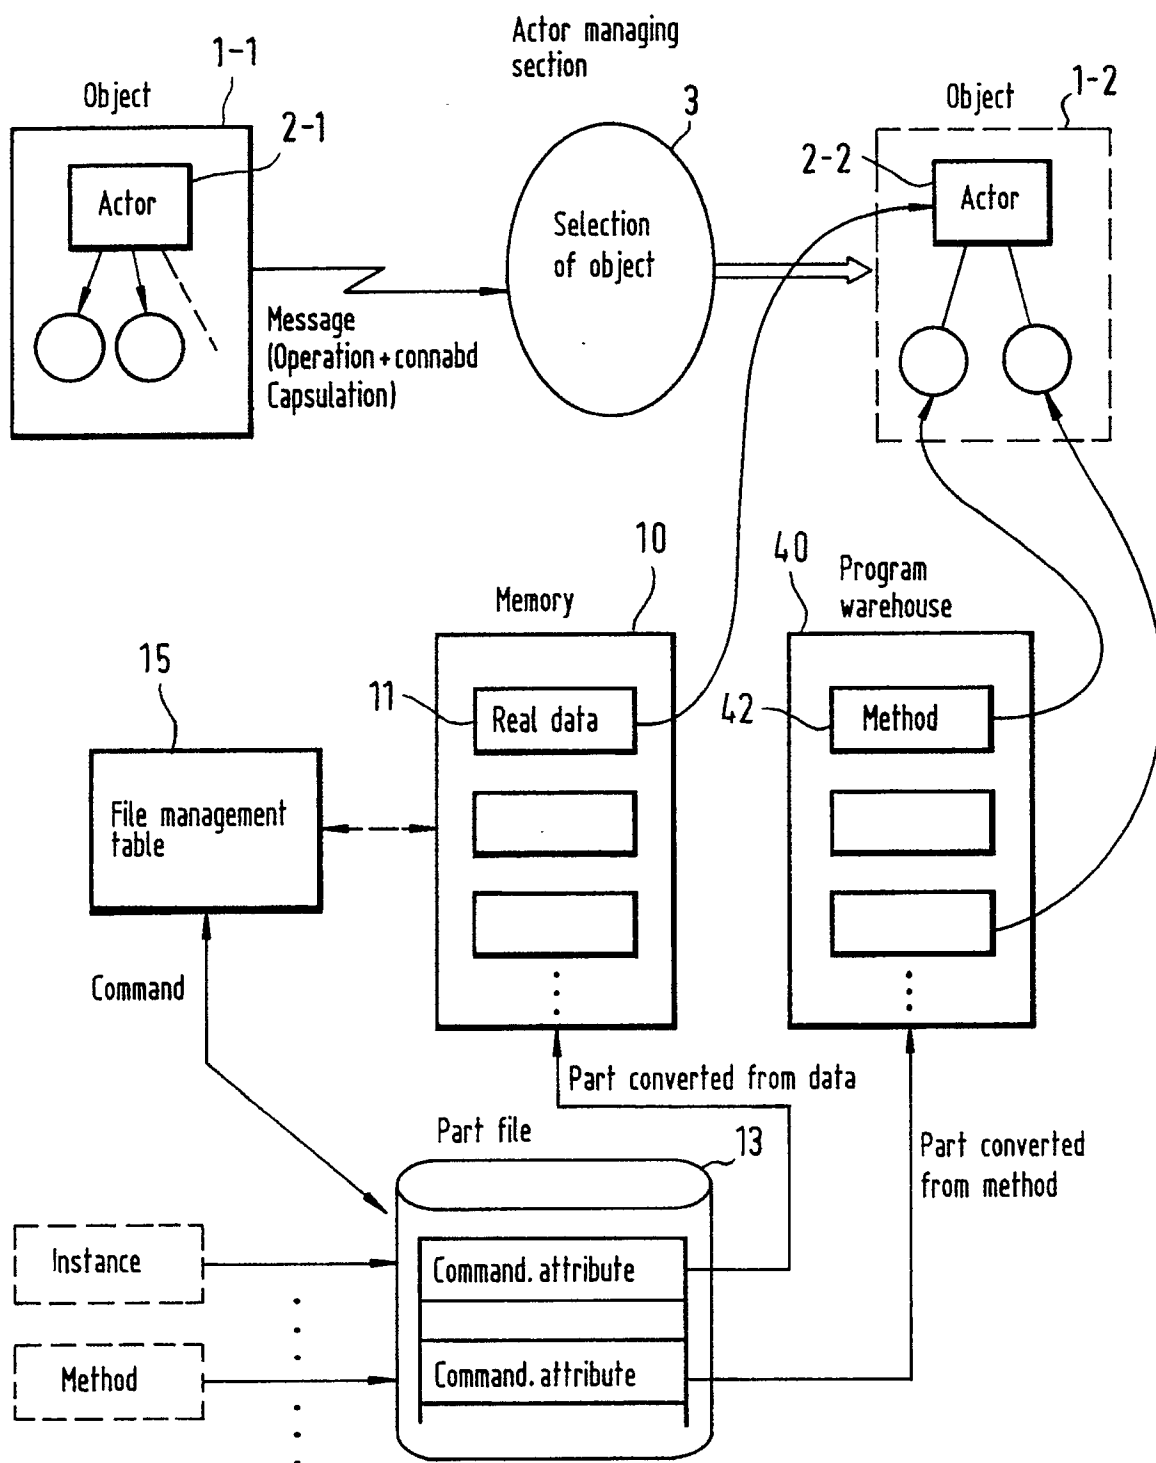 Actor managing
section
1-1
Object
2-1
Actor
3
Selection
of object
Message
(Operation+connabd
Capsulation)
1-2
Object
2-2
Actor
10
Memory
11
Real data
40
Program
warehouse
42
Method
15
File management
table
Command
Part converted from data
Part converted
from method
Part file
13
Instance
Method
Command. attribute
Command. attribute